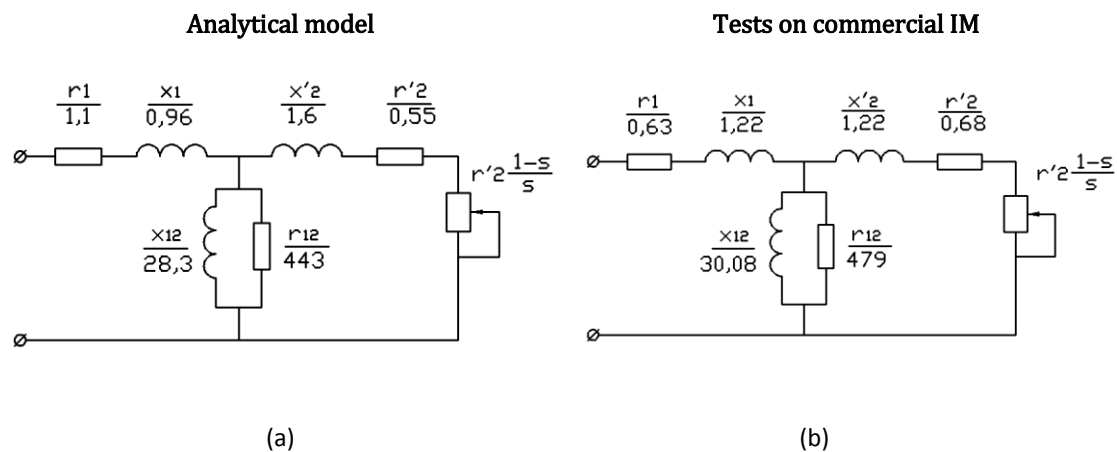 Analytical model
r1 x1 x'2 r'2
1,1 0,96 1,6 0,55
r'2 1-s
s
x12 r12
28,3 443
(a)
Tests on commercial IM
r1 x1 x'2 r'2
0,63 1,22 1,22 0,68
r'2 1-s
s
x12 r12
30,08 479
(b)